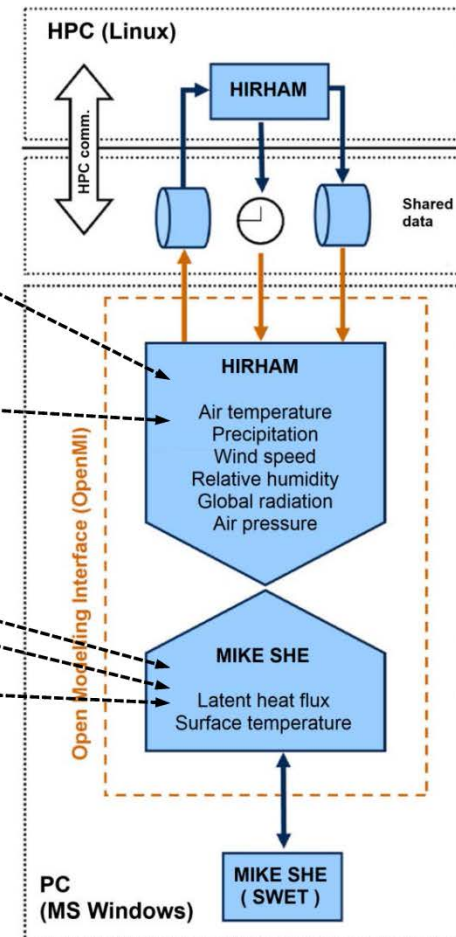 HPC (Linux)
HIRHAM
HPC comm.
Shared
data
HIRHAM
Air temperature
Precipitation
Wind speed
Relative humidity
Global radiation
Air pressure
Open Modelling Interface (OpenMI)
MIKE SHE
Latent heat flux
Surface temperature
MIKE SHE
( SWET )
PC
(MS Windows)